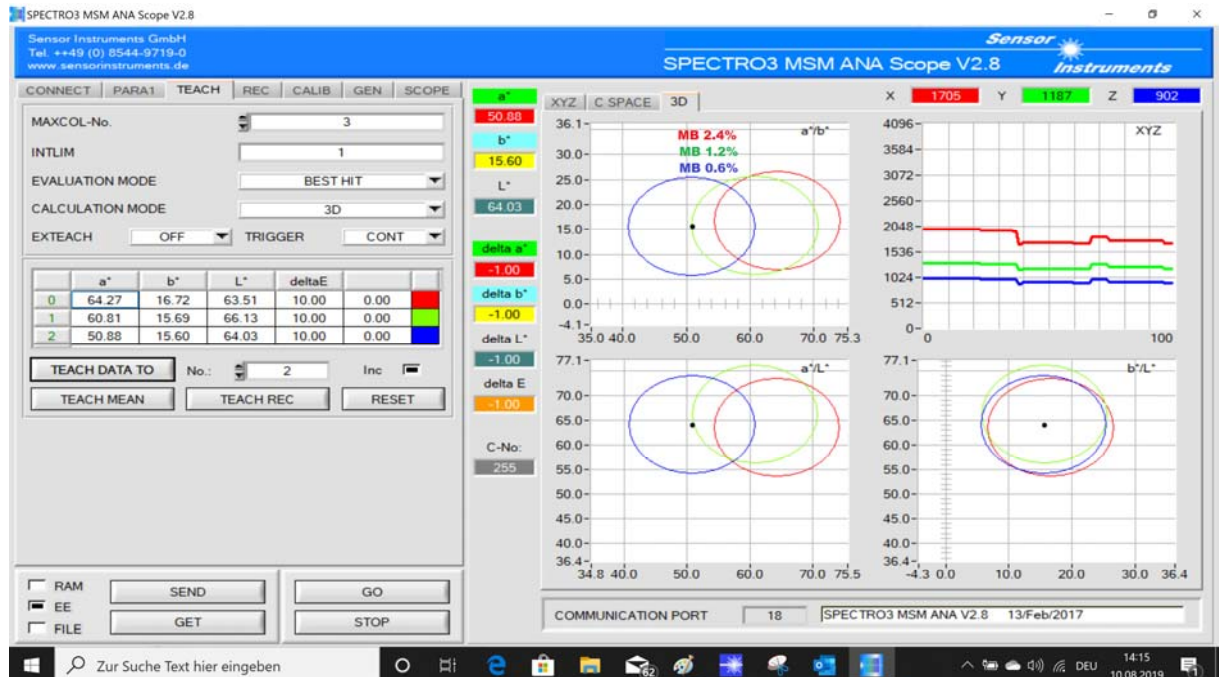 SPECTRO3 MSM ANA Scope V2.8
Sensor Instruments GmbH
Tel. ++49 (0) 8544-9719-0
www.sensorinstruments.de
SPECTRO3 MSM ANA Scope V2.8
Sensor Instruments
CONNECT PARA1 TEACH REC CALIB GEN SCOPE
MAXCOL-No. 3
INTLIM 1
EVALUATION MODE BEST HIT
CALCULATION MODE 3D
EXTEACH OFF TRIGGER CONT
a* b* L* deltaE
0 64.27 16.72 63.51 10.00 0.00
1 60.81 15.69 66.13 10.00 0.00
2 50.88 15.60 64.03 10.00 0.00
TEACH DATA TO No.: 2 Inc
TEACH MEAN TEACH REC RESET
RAM
EE
FILE
SEND GO
GET STOP
a*
50.88
b*
15.60
L*
64.03
delta a*
-1.00
delta b*
-1.00
delta L*
-1.00
delta E
-1.00
C-No:
255
XYZ C SPACE 3D
X 1705 Y 1187 Z 902
a*/b*
MB 2.4%
MB 1.2%
MB 0.6%
36.1
30.0
25.0
20.0
15.0
10.0
5.0
0.0
-4.1
35.0 40.0 50.0 60.0 70.0 75.3
XYZ
4096
3584
3072
2560
2048
1536
1024
512
0
0 100
a*/L*
77.1
70.0
65.0
60.0
55.0
50.0
45.0
40.0
36.4
34.8 40.0 50.0 60.0 70.0 75.5
b*/L*
77.1
70.0
65.0
60.0
55.0
50.0
45.0
40.0
36.4
-4.3 0.0 10.0 20.0 30.0 36.4
COMMUNICATION PORT 18 SPECTRO3 MSM ANA V2.8 13/Feb/2017
Zur Suche Text hier eingeben
62
DEU
14:15
10.08.2019
1